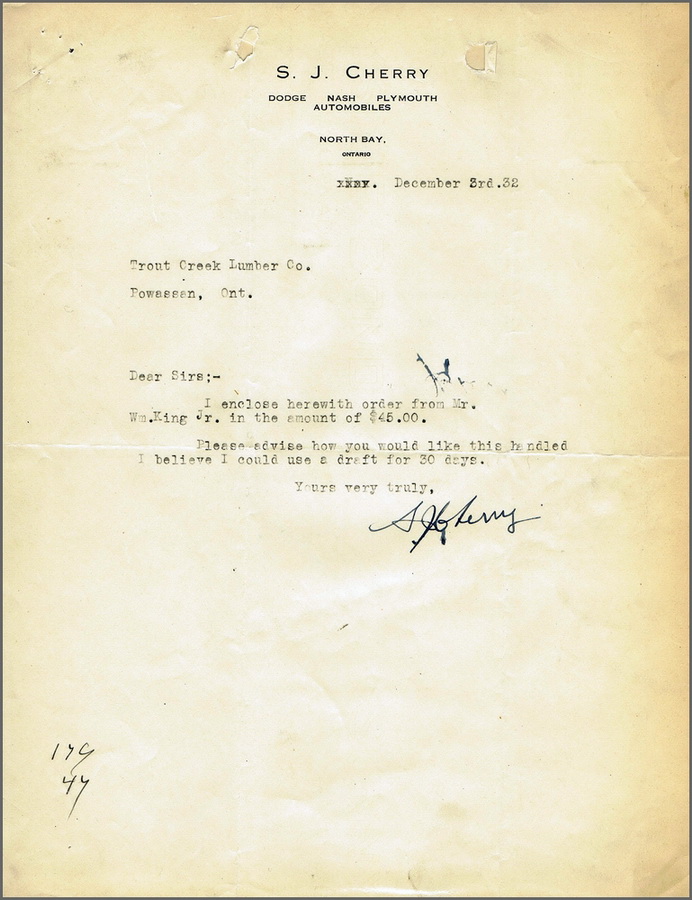 S. J. CHERRY
DODGE NASH PLYMOUTH
AUTOMOBILES
NORTH BAY,
ONTARIO
December 3rd.32
Trout Creek Lumber Co.
Powassan, Ont.
Dear Sirs;-
I enclose herewith order from Mr.
Wm.King Jr. in the amount of $45.00.
Please advise how you would like this handled
I believe I could use a draft for 30 days.
Yours very truly,
S J Cherry
179
47